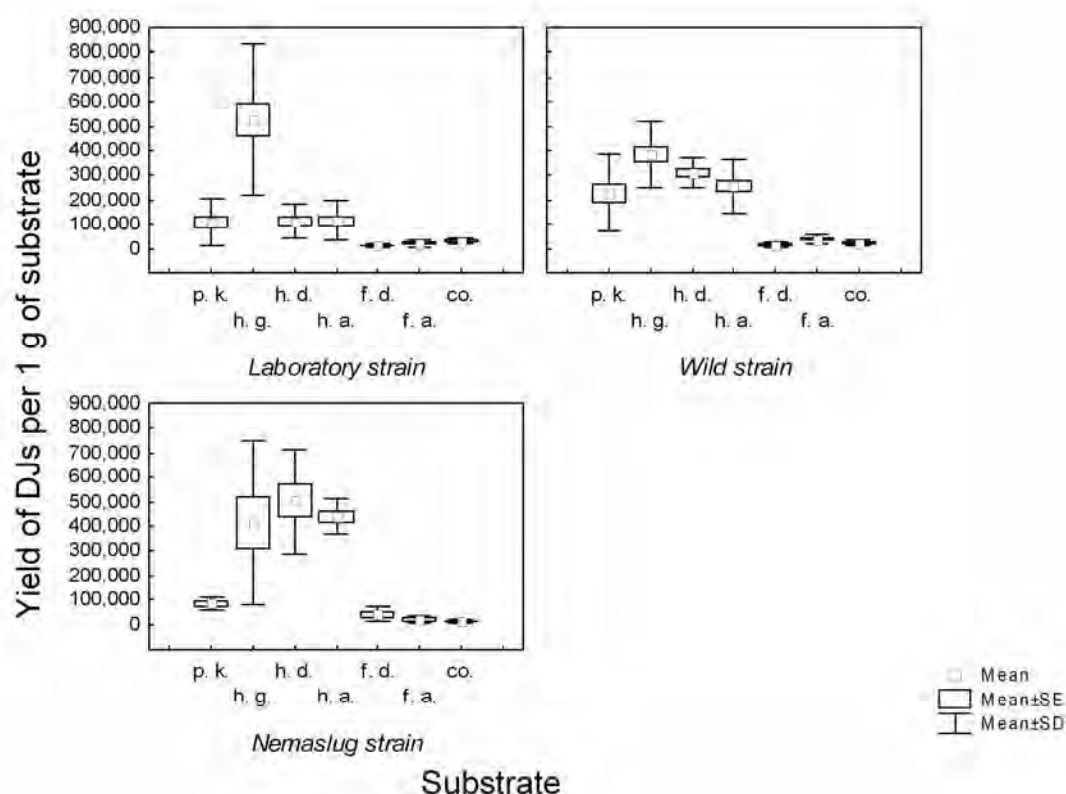 Yield of DJs per 1 g of substrate
900,000
800,000
700,000
600,000
500,000
400,000
300,000
200,000
100,000
0
p. k. h. d. f. d. co.
h. g. h. a. f. a.
Laboratory strain
p. k. h. d. f. d. co.
h. g. h. a. f. a.
Wild strain
900,000
800,000
700,000
600,000
500,000
400,000
300,000
200,000
100,000
0
p. k. h. d. f. d. co.
h. g. h. a. f. a.
Nemaslug strain
Substrate
Mean
Mean±SE
Mean±SD